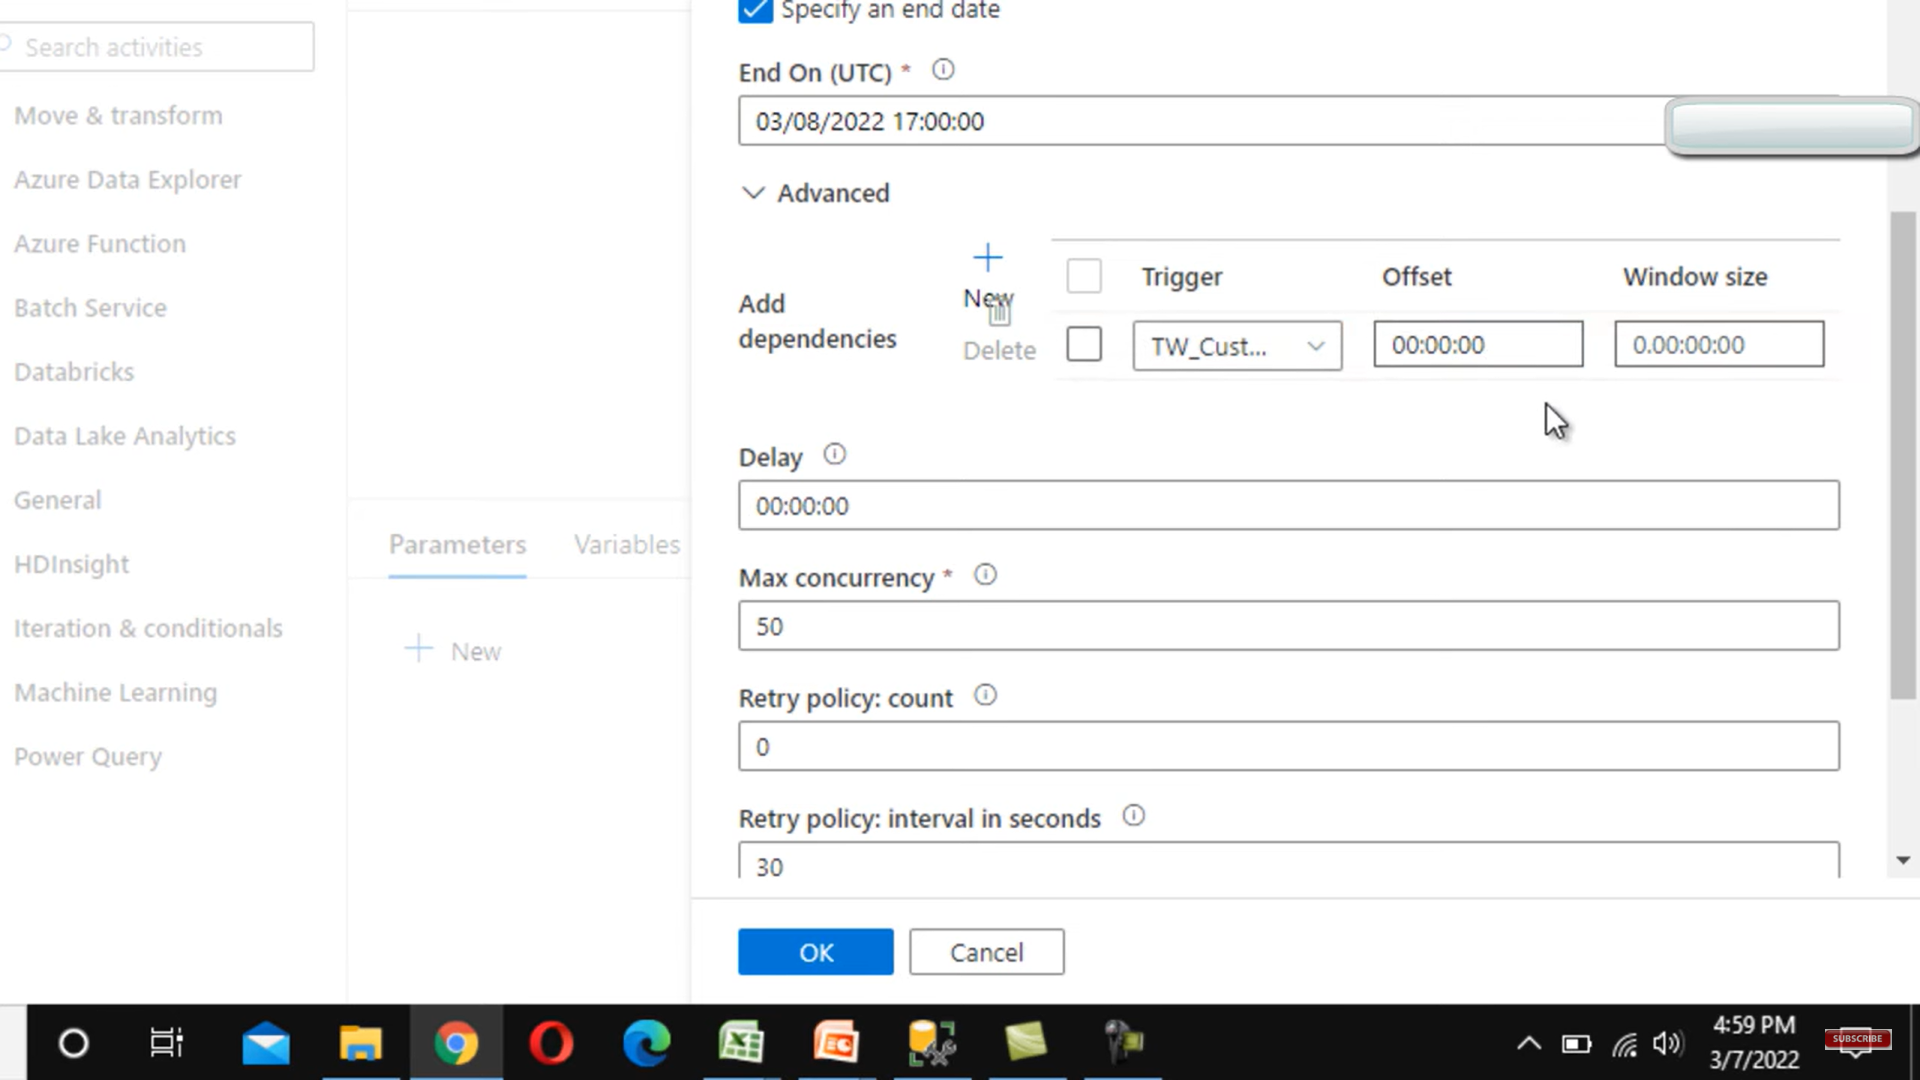 Search activities
Move & transform
Azure Data Explorer
Azure Function
Batch Service
Databricks
Data Lake Analytics
General
HDInsight
Iteration & conditionals
Machine Learning
Power Query
Parameters Variables
New
Specify an end date
End On (UTC) *
03/08/2022 17:00:00
Advanced
Add dependencies
New
Delete
Trigger Offset Window size
TW_Cust... 00:00:00 0.00:00:00
Delay
00:00:00
Max concurrency *
50
Retry policy: count
0
Retry policy: interval in seconds
30
OK Cancel
4:59 PM
3/7/2022
SUBSCRIBE